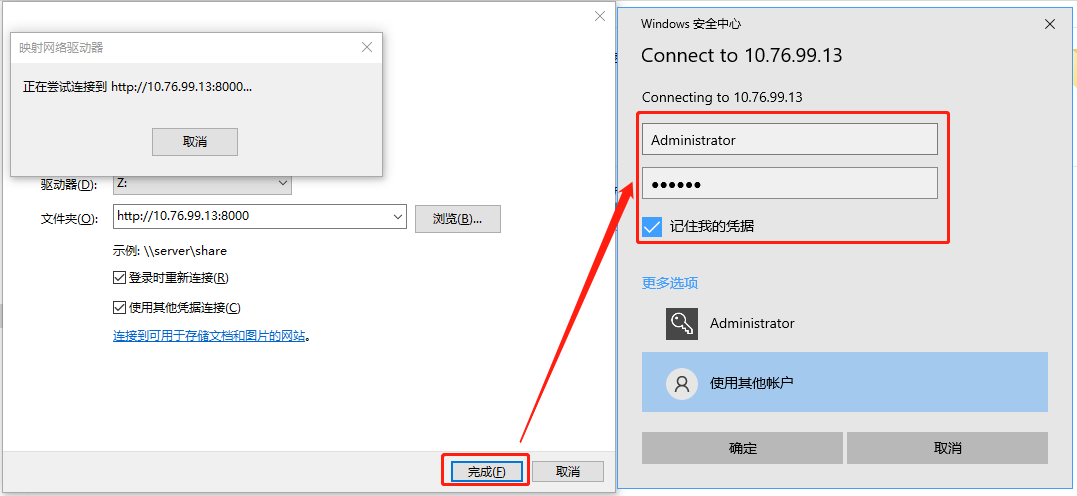 映射网络驱动器
正在尝试连接到 http://10.76.99.13:8000...
取消
驱动器(D):
Z:
文件夹(O):
http://10.76.99.13:8000
浏览(B)...
示例: \\server\share
登录时重新连接(R)
使用其他凭据连接(C)
连接到可用于存储文档和图片的网站。
完成(F)
取消
Windows 安全中心
Connect to 10.76.99.13
Connecting to 10.76.99.13
Administrator
●●●●●●
记住我的凭据
更多选项
Administrator
使用其他帐户
确定
取消